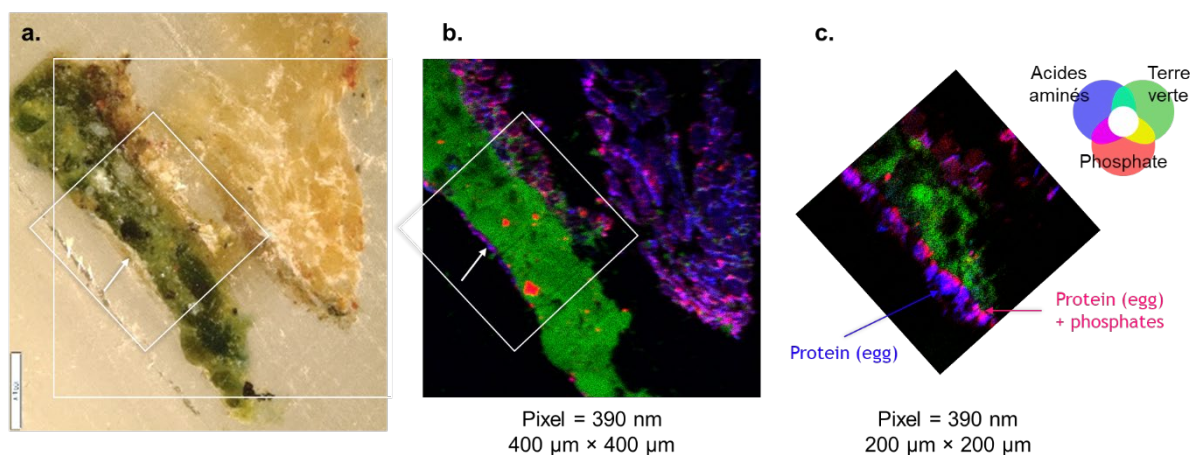 a.
b.
c.
Acides
aminés
Terre
verte
Phosphate
Protein (egg)
Protein (egg)
+ phosphates
Pixel = 390 nm
400 µm × 400 µm
Pixel = 390 nm
200 µm × 200 µm